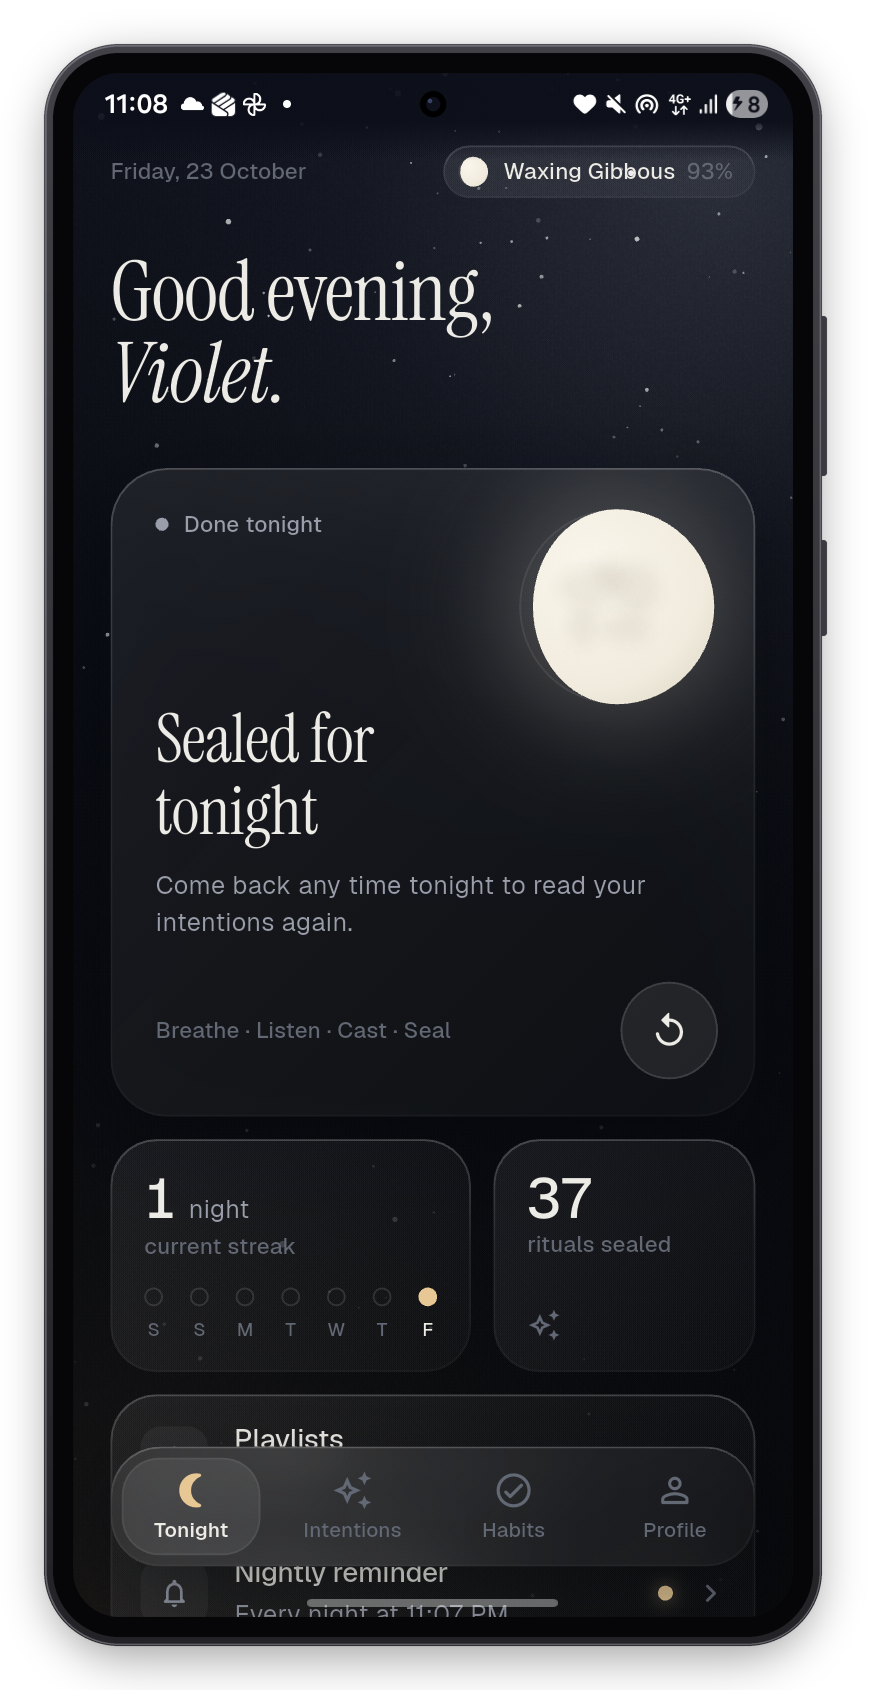 11:08
4G+
8
Friday, 23 October
Waxing Gibbous 93%
Good evening,
Violet.
Done tonight
Sealed for
tonight
Come back any time tonight to read your
intentions again.
Breathe · Listen · Cast · Seal
1 night
current streak
S S M T W T F
37
rituals sealed
Playlists
Tonight
Intentions
Habits
Profile
Nightly reminder
Every night at 11:07 PM